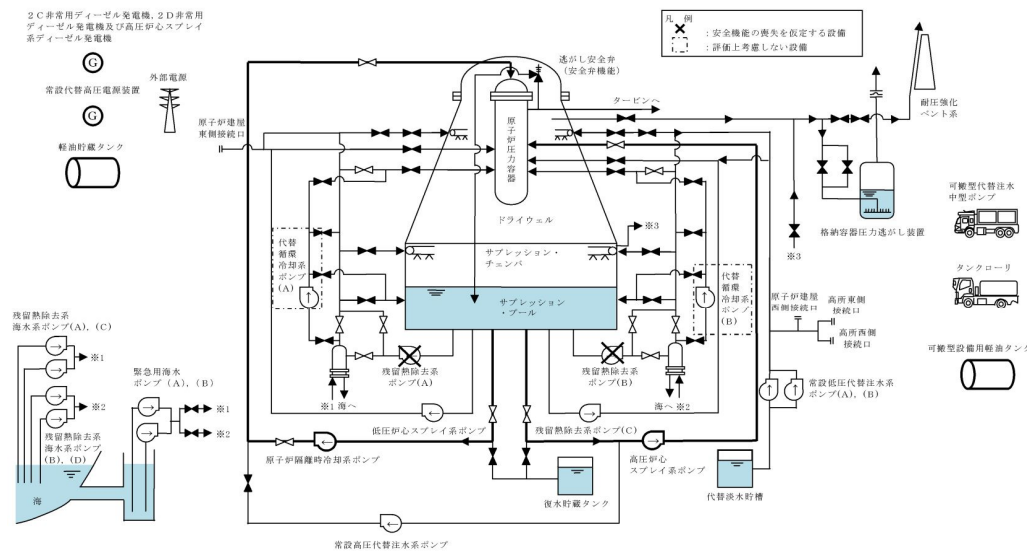 2C非常用ディーゼル発電機、2D非常用
ディーゼル発電機及び高圧炉心スプレイ
系ディーゼル発電機
G
常設代替高圧電源装置
G
外部電源
軽油貯蔵タンク
原子炉建屋
東側接続口
逃がし安全弁
(安全弁機能)
凡 例
:安全機能の喪失を仮定する設備
:評価上考慮しない設備
タービンへ
耐圧強化
ベント系
原子炉圧力容器
ドライウェル
サプレッション・
チェンバ
サプレッション
・プール
※3
※3
格納容器圧力逃がし装置
可搬型代替注水
中型ポンプ
タンクローリ
可搬型設備用軽油タンク
代替
循環
冷却系
ポンプ
(A)
代替
循環
冷却系
ポンプ
(B)
原子炉建屋
西側接続口
高所東側
接続口
高所西側
接続口
残留熱除去系
海水系ポンプ(A),(C)
※1
※2
残留熱除去系
海水系ポンプ
(B),(D)
緊急用海水
ポンプ(A),(B)
※1
※2
海
残留熱除去系
ポンプ(A)
※1
海へ
残留熱除去系
ポンプ(B)
海へ
※2
常設低圧代替注水系
ポンプ(A),(B)
低圧炉心スプレイ系ポンプ
残留熱除去系ポンプ(C)
原子炉隔離時冷却系ポンプ
高圧炉心
スプレイ系ポンプ
復水貯蔵タンク
代替淡水貯槽
常設高圧代替注水系ポンプ